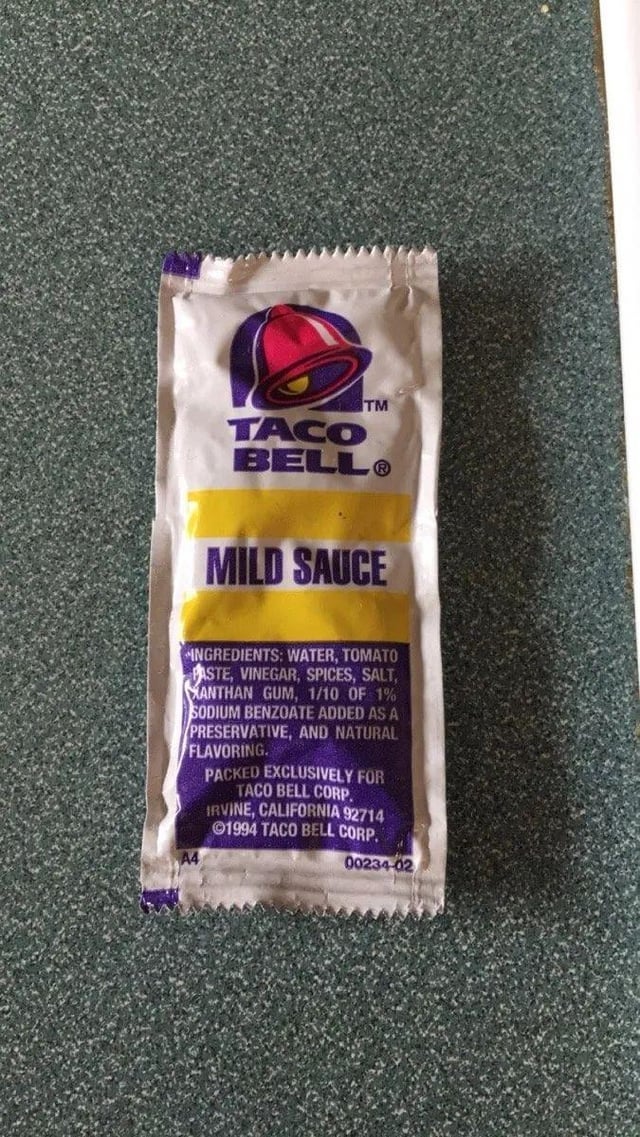 TM
TACO
BELL®
MILD SAUCE
INGREDIENTS: WATER, TOMATO
PASTE, VINEGAR, SPICES, SALT,
XANTHAN GUM, 1/10 OF 1%
SODIUM BENZOATE ADDED AS A
PRESERVATIVE, AND NATURAL
FLAVORING.
PACKED EXCLUSIVELY FOR
TACO BELL CORP.
IRVINE, CALIFORNIA 92714
©1994 TACO BELL CORP.
A4 00234-02